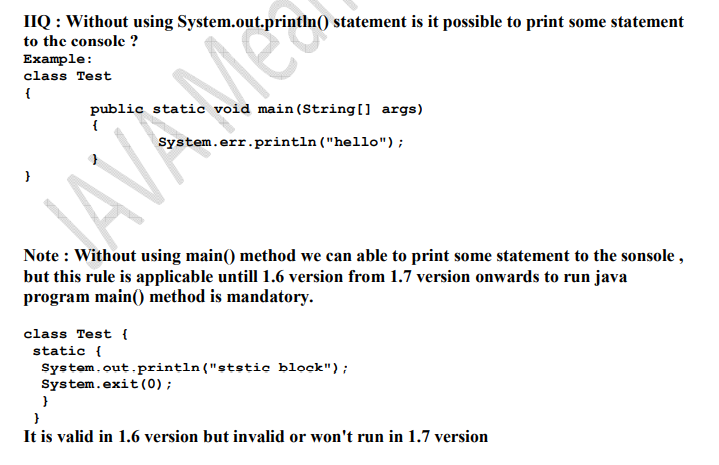 IIQ : Without using System.out.println() statement is it possible to print some statement
to the console ?
Example:
class Test
{
public static void main(String[] args)
{
System.err.println("hello");
}
}
Note : Without using main() method we can able to print some statement to the sonsole ,
but this rule is applicable untill 1.6 version from 1.7 version onwards to run java
program main() method is mandatory.
class Test {
static {
System.out.println("ststic block");
System.exit(0);
}
}
It is valid in 1.6 version but invalid or won't run in 1.7 version
JAVA Mean